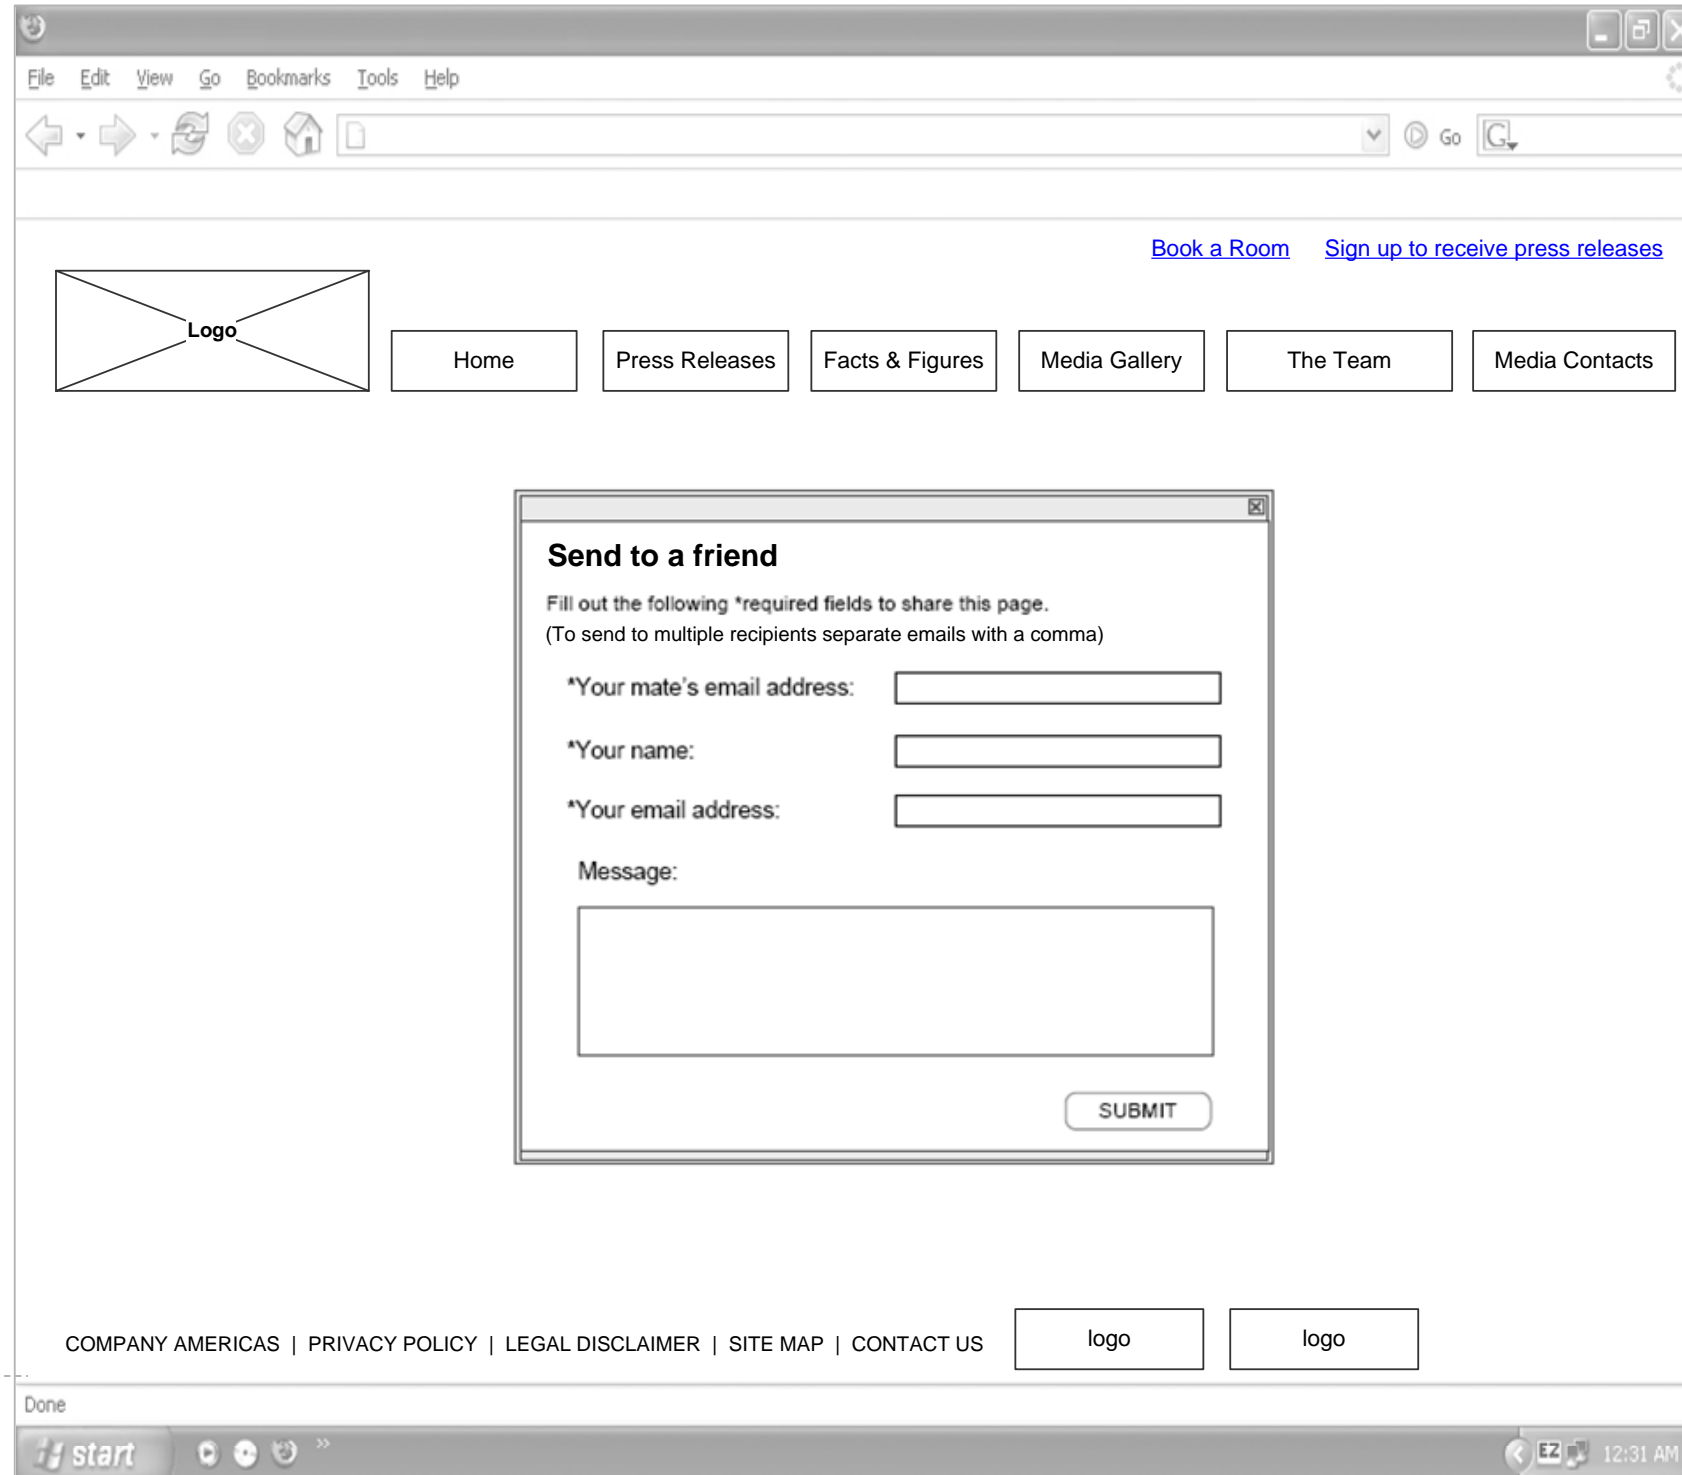 File Edit View Go Bookmarks Tools Help
Go G
Book a Room Sign up to receive press releases
Logo
Home Press Releases Facts & Figures Media Gallery The Team Media Contacts
Send to a friend
Fill out the following *required fields to share this page.
(To send to multiple recipients separate emails with a comma)
*Your mate's email address:
*Your name:
*Your email address:
Message:
SUBMIT
COMPANY AMERICAS | PRIVACY POLICY | LEGAL DISCLAIMER | SITE MAP | CONTACT US logo logo
Done
start » EZ 12:31 AM